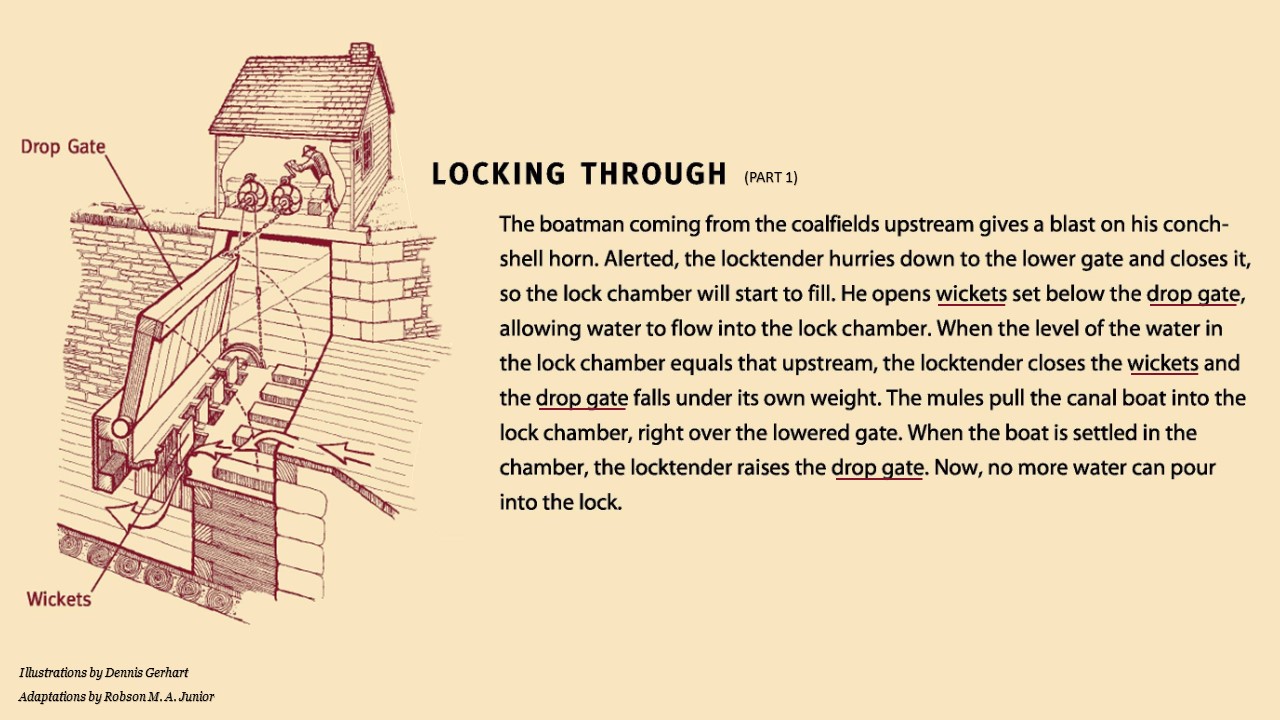 Drop Gate
LOCKING THROUGH (PART 1)
The boatman coming from the coalfields upstream gives a blast on his conch-
shell horn. Alerted, the locktender hurries down to the lower gate and closes it,
so the lock chamber will start to fill. He opens wickets set below the drop gate,
allowing water to flow into the lock chamber. When the level of the water in
the lock chamber equals that upstream, the locktender closes the wickets and
the drop gate falls under its own weight. The mules pull the canal boat into the
lock chamber, right over the lowered gate. When the boat is settled in the
chamber, the locktender raises the drop gate. Now, no more water can pour
into the lock.
Wickets
Illustrations by Dennis Gerhart
Adaptations by Robson M. A. Junior